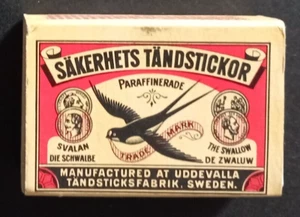 SÄKERHETS TÄNDSTICKOR
PARAFFINERADE
SVALAN
DIE SCHWALBE
TRADE MARK
THE SWALLOW
DE ZWALUW
MANUFACTURED AT UDDEVALLA
TÄNDSTICKSFABRIK. SWEDEN.